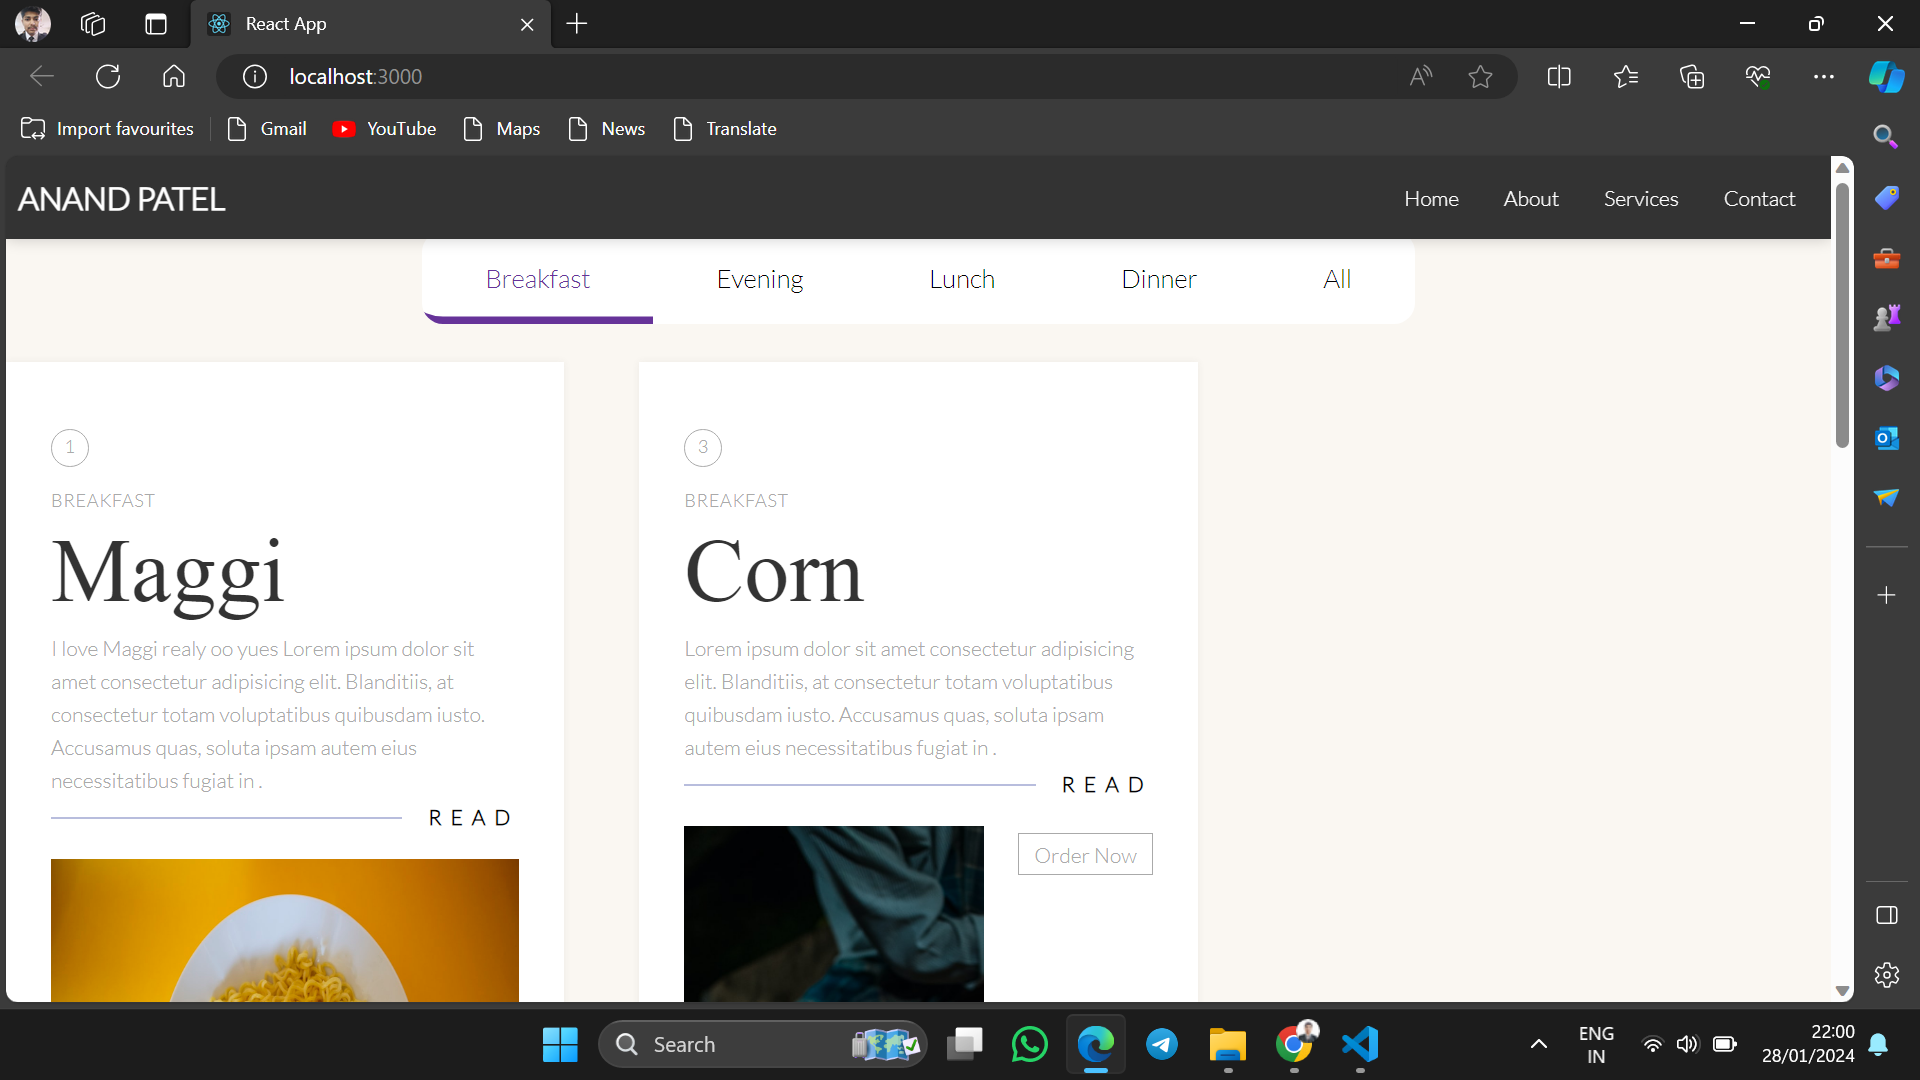 React App
localhost:3000
Import favourites
Gmail
YouTube
Maps
News
Translate
ANAND PATEL
Home
About
Services
Contact
Breakfast
Evening
Lunch
Dinner
All
1
BREAKFAST
Maggi
I love Maggi realy oo yues Lorem ipsum dolor sit
amet consectetur adipisicing elit. Blanditiis, at
consectetur totam voluptatibus quibusdam iusto.
Accusamus quas, soluta ipsam autem eius
necessitatibus fugiat in .
READ
3
BREAKFAST
Corn
Lorem ipsum dolor sit amet consectetur adipisicing
elit. Blanditiis, at consectetur totam voluptatibus
quibusdam iusto. Accusamus quas, soluta ipsam
autem eius necessitatibus fugiat in .
READ
Order Now
Search
ENG
IN
22:00
28/01/2024